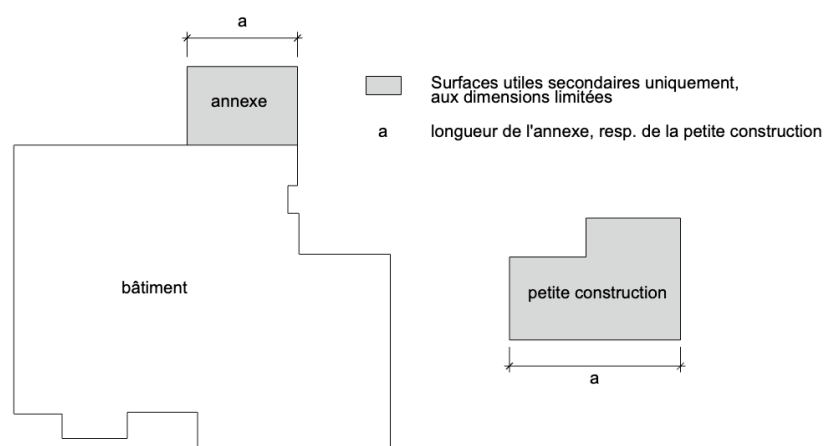 a
annexe
Surfaces utiles secondaires uniquement,
aux dimensions limitées
a longueur de l'annexe, resp. de la petite construction
bâtiment
petite construction
a